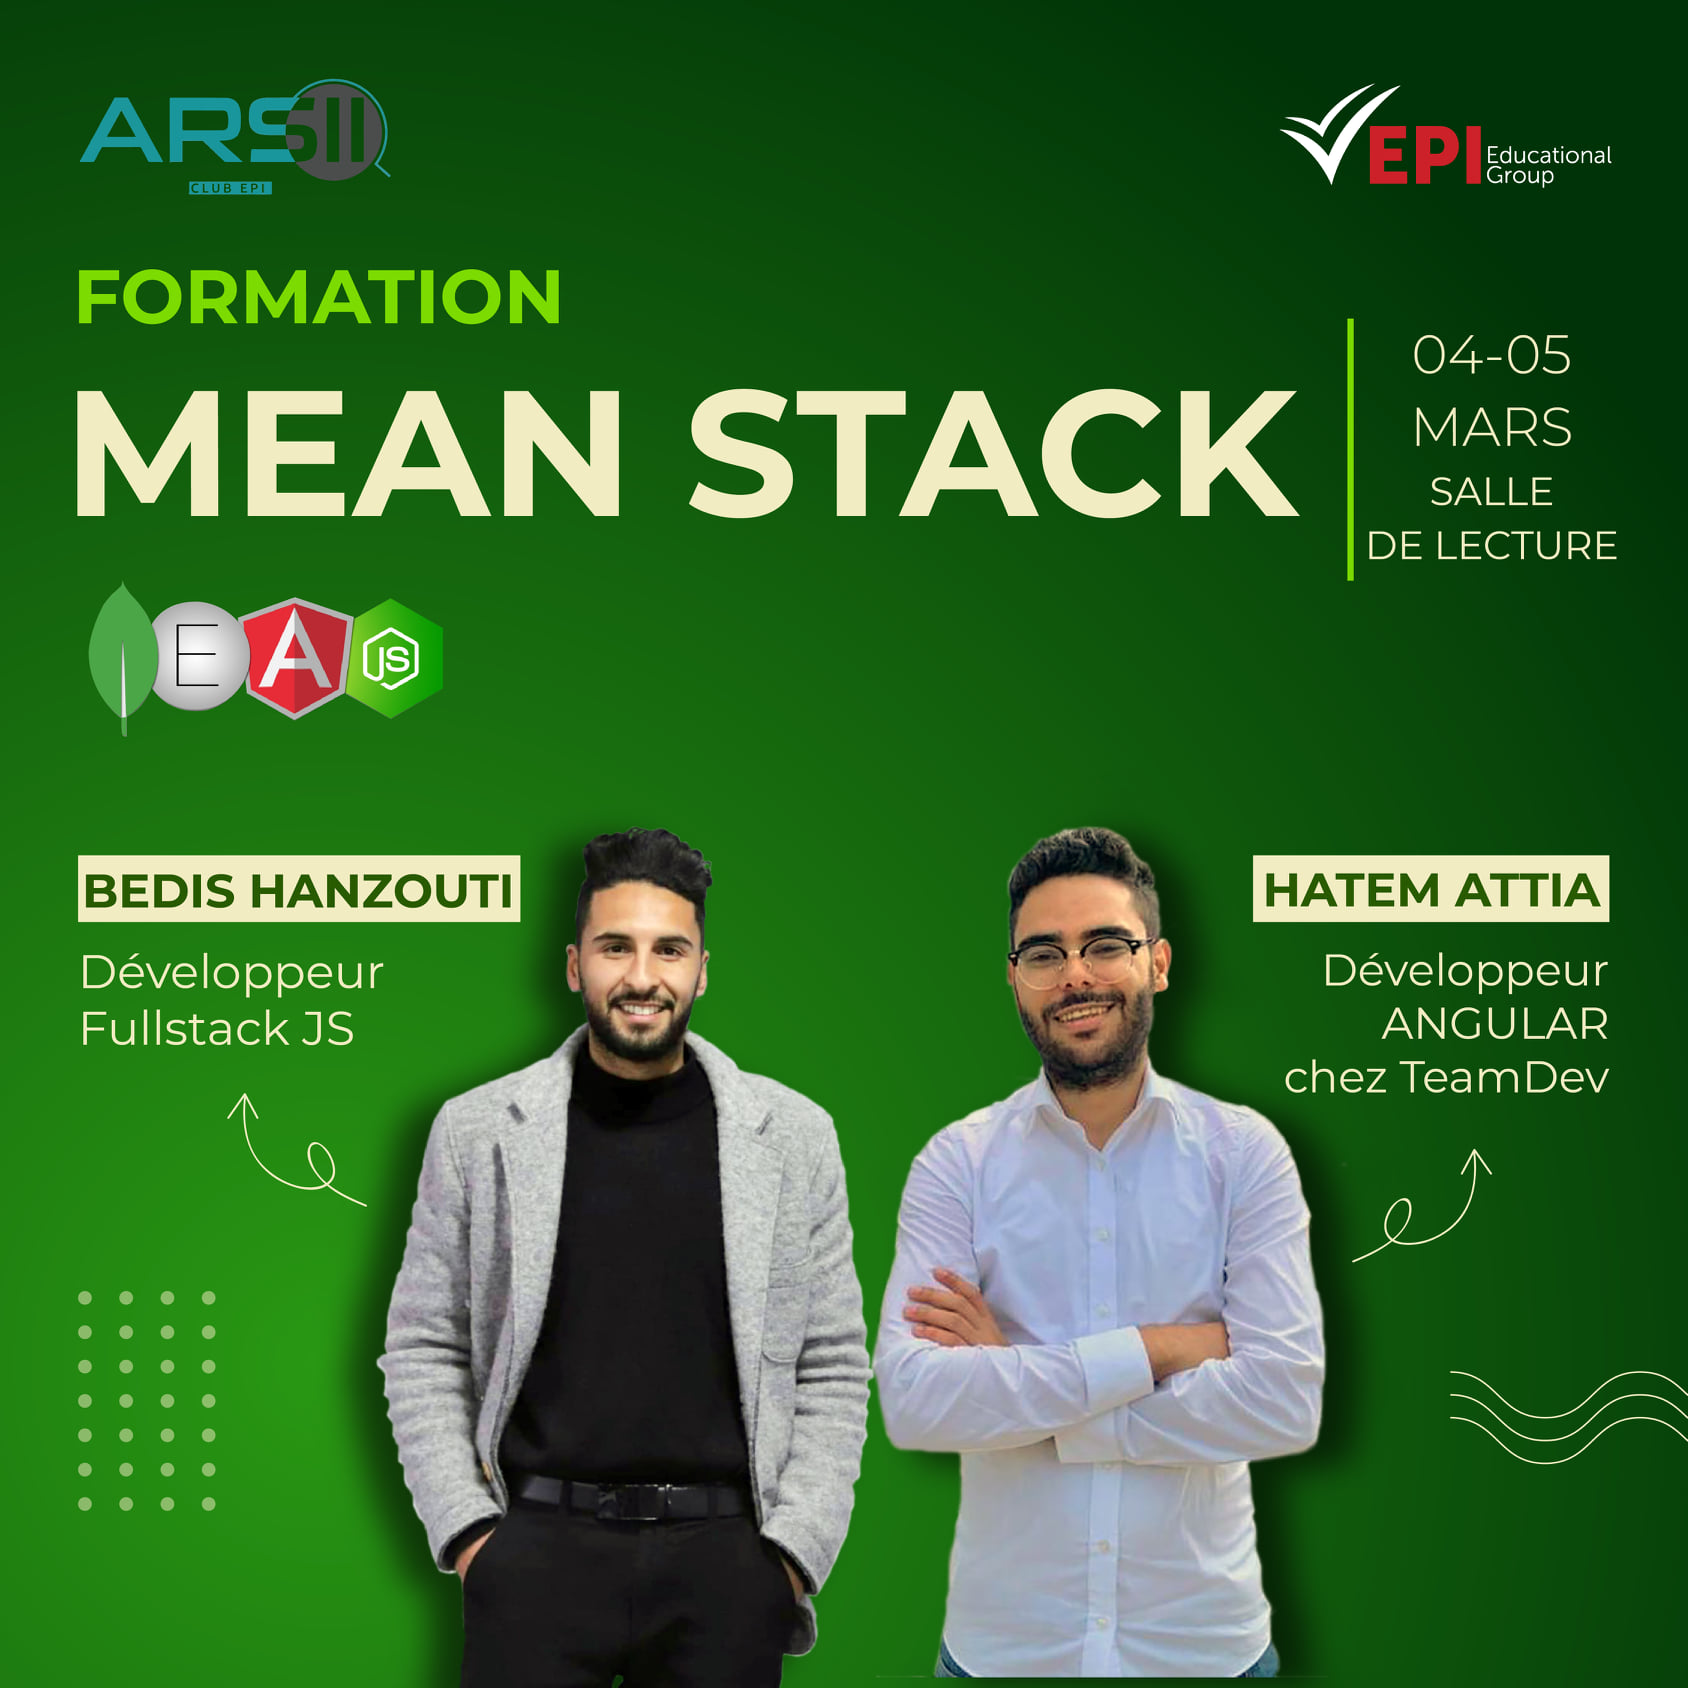 ARSII
CLUB EPI
EPI Educational
Group
FORMATION
MEAN STACK
04-05
MARS
SALLE
DE LECTURE
E A JS
BEDIS HANZOUTI
Développeur
Fullstack JS
HATEM ATTIA
Développeur
ANGULAR
chez TeamDev